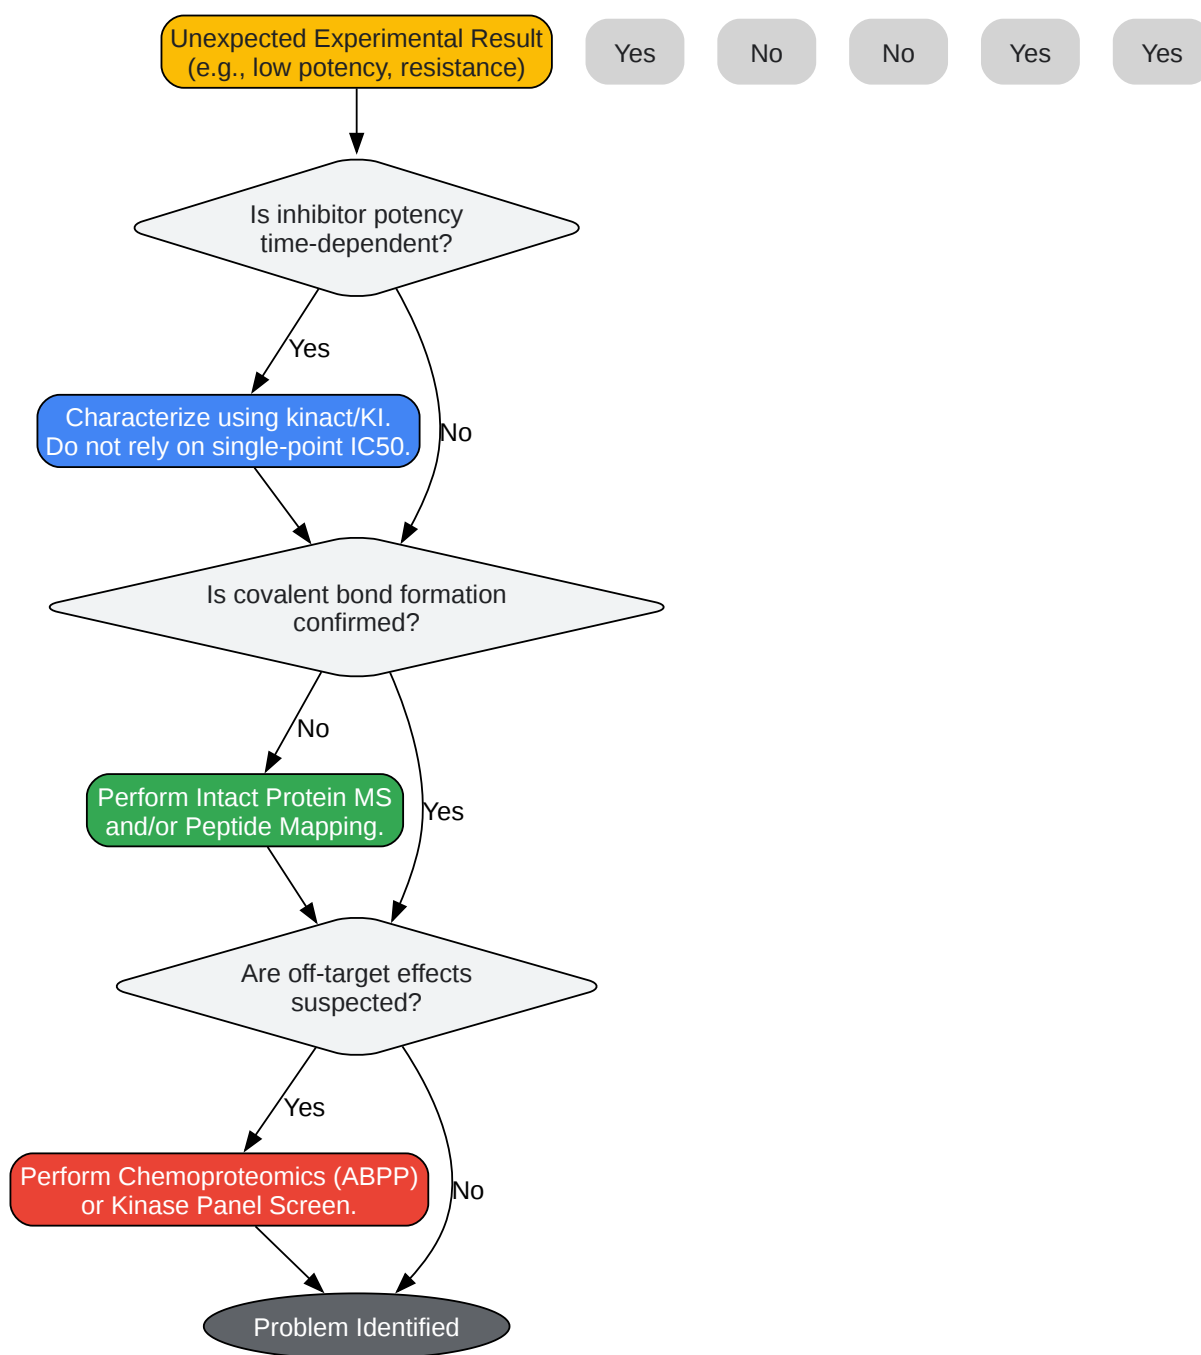 Unexpected Experimental Result
(e.g., low potency, resistance)
Yes
No
No
Yes
Yes
Is inhibitor potency
time-dependent?
Yes
Characterize using kinact/KI.
Do not rely on single-point IC50.
No
Is covalent bond formation
confirmed?
No
Perform Intact Protein MS
and/or Peptide Mapping.
Yes
Are off-target effects
suspected?
Yes
Perform Chemoproteomics (ABPP)
or Kinase Panel Screen.
No
Problem Identified